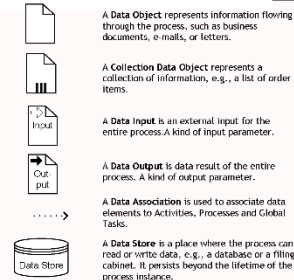 A Data Object represents information flowing
through the process, such as business
documents, e-mails, or letters.
A Collection Data Object represents a
collection of information, e.g., a list of order
items.
Input
A Data Input is an external input for the
entire process.A kind of input parameter.
Out-
put
A Data Output is data result of the entire
process. A kind of output parameter.
A Data Association is used to associate data
elements to Activities, Processes and Global
Tasks.
Data Store
A Data Store is a place where the process can
read or write data, e.g., a database or a filing
cabinet. It persists beyond the lifetime of the
process instance.